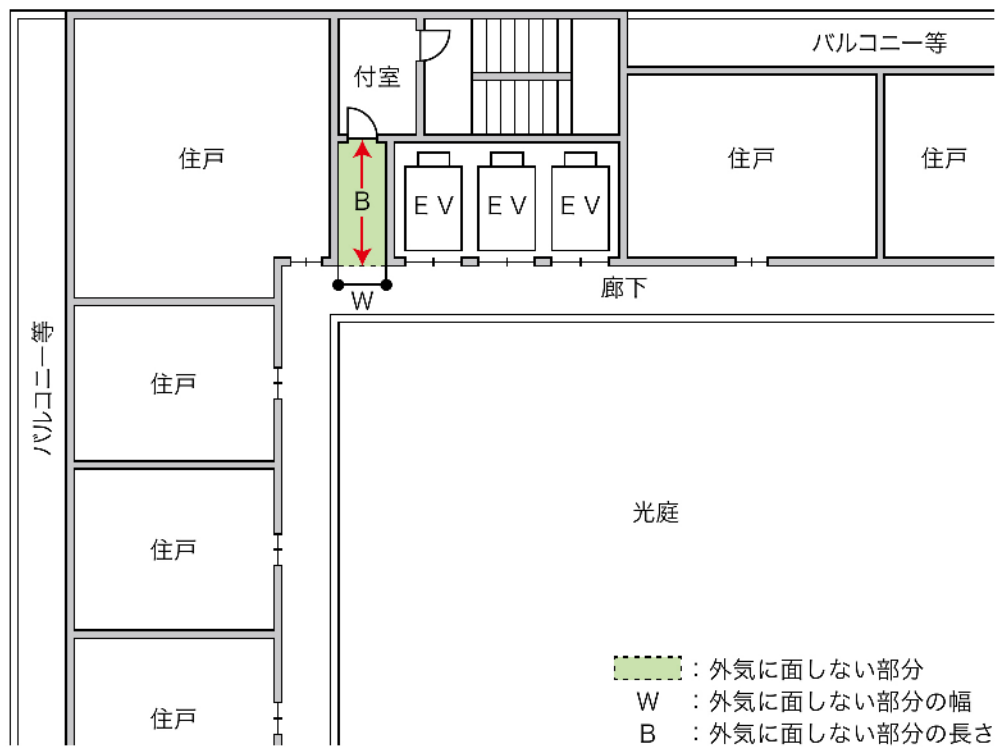 バルコニー等
付室
住戸
住戸
住戸
B
EV
EV
EV
廊下
W
バルコニー等
住戸
住戸
光庭
住戸
：外気に面しない部分
W ：外気に面しない部分の幅
B ：外気に面しない部分の長さ